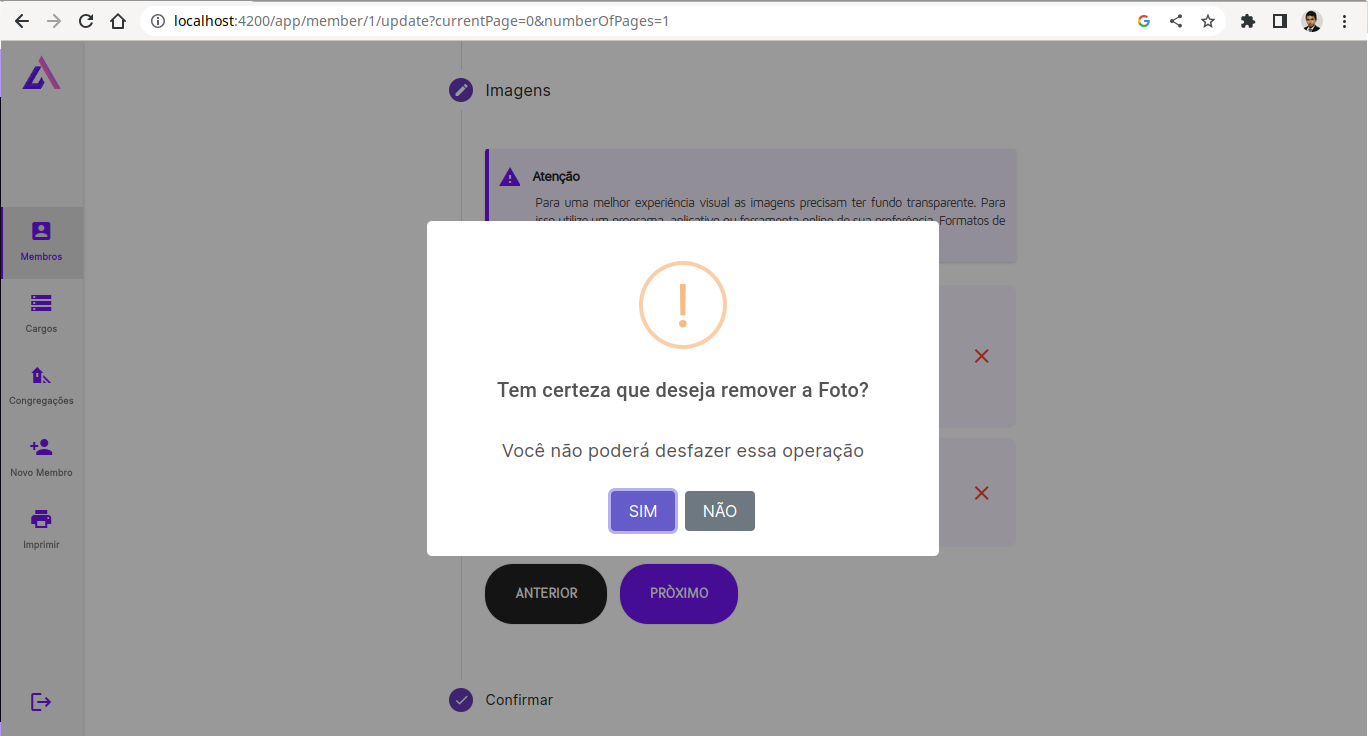 localhost:4200/app/member/1/update?currentPage=0&numberOfPages=1
Imagens
Atenção
Para uma melhor experiência visual as imagens precisam ter fundo transparente. Para
isso utilize um programa, aplicativo ou ferramenta online de sua preferência. Formatos de
Membros
Cargos
Congregações
Novo Membro
Imprimir
!
Tem certeza que deseja remover a Foto?
Você não poderá desfazer essa operação
SIM
NÃO
ANTERIOR
PRÒXIMO
Confirmar